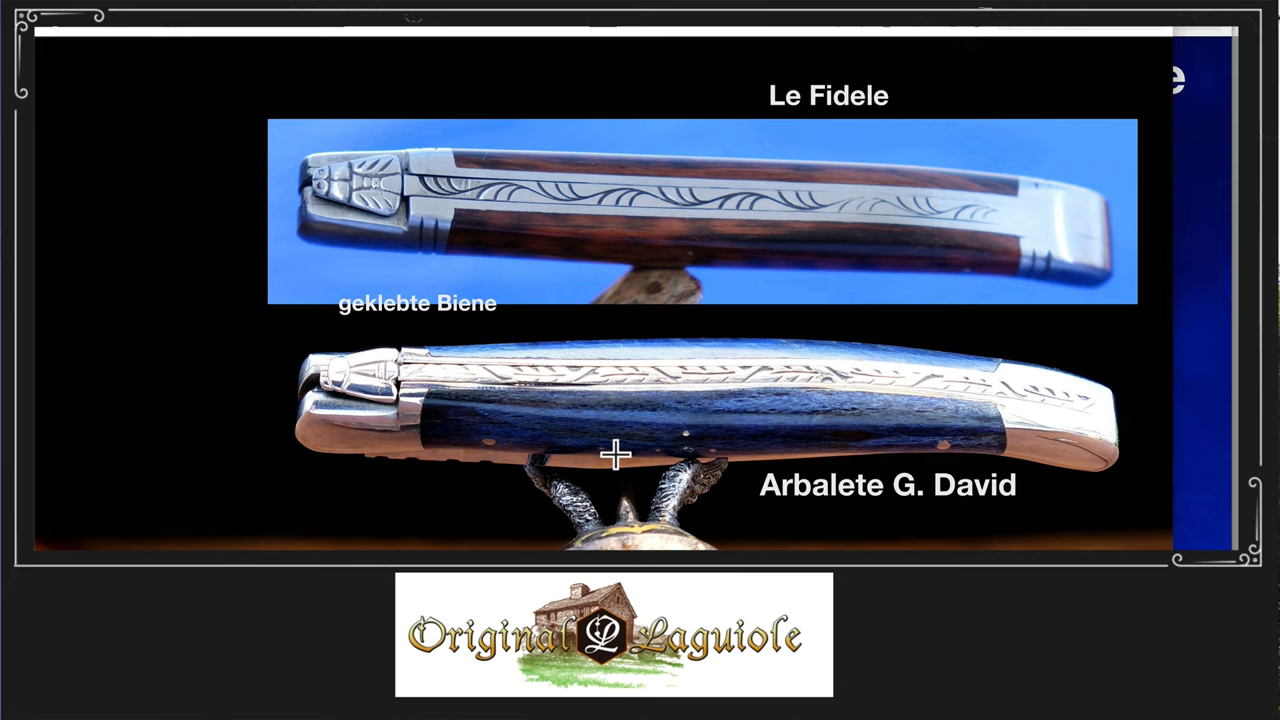 e
Le Fidele
geklebte Biene
Arbalete G. David
Original L Laguiole